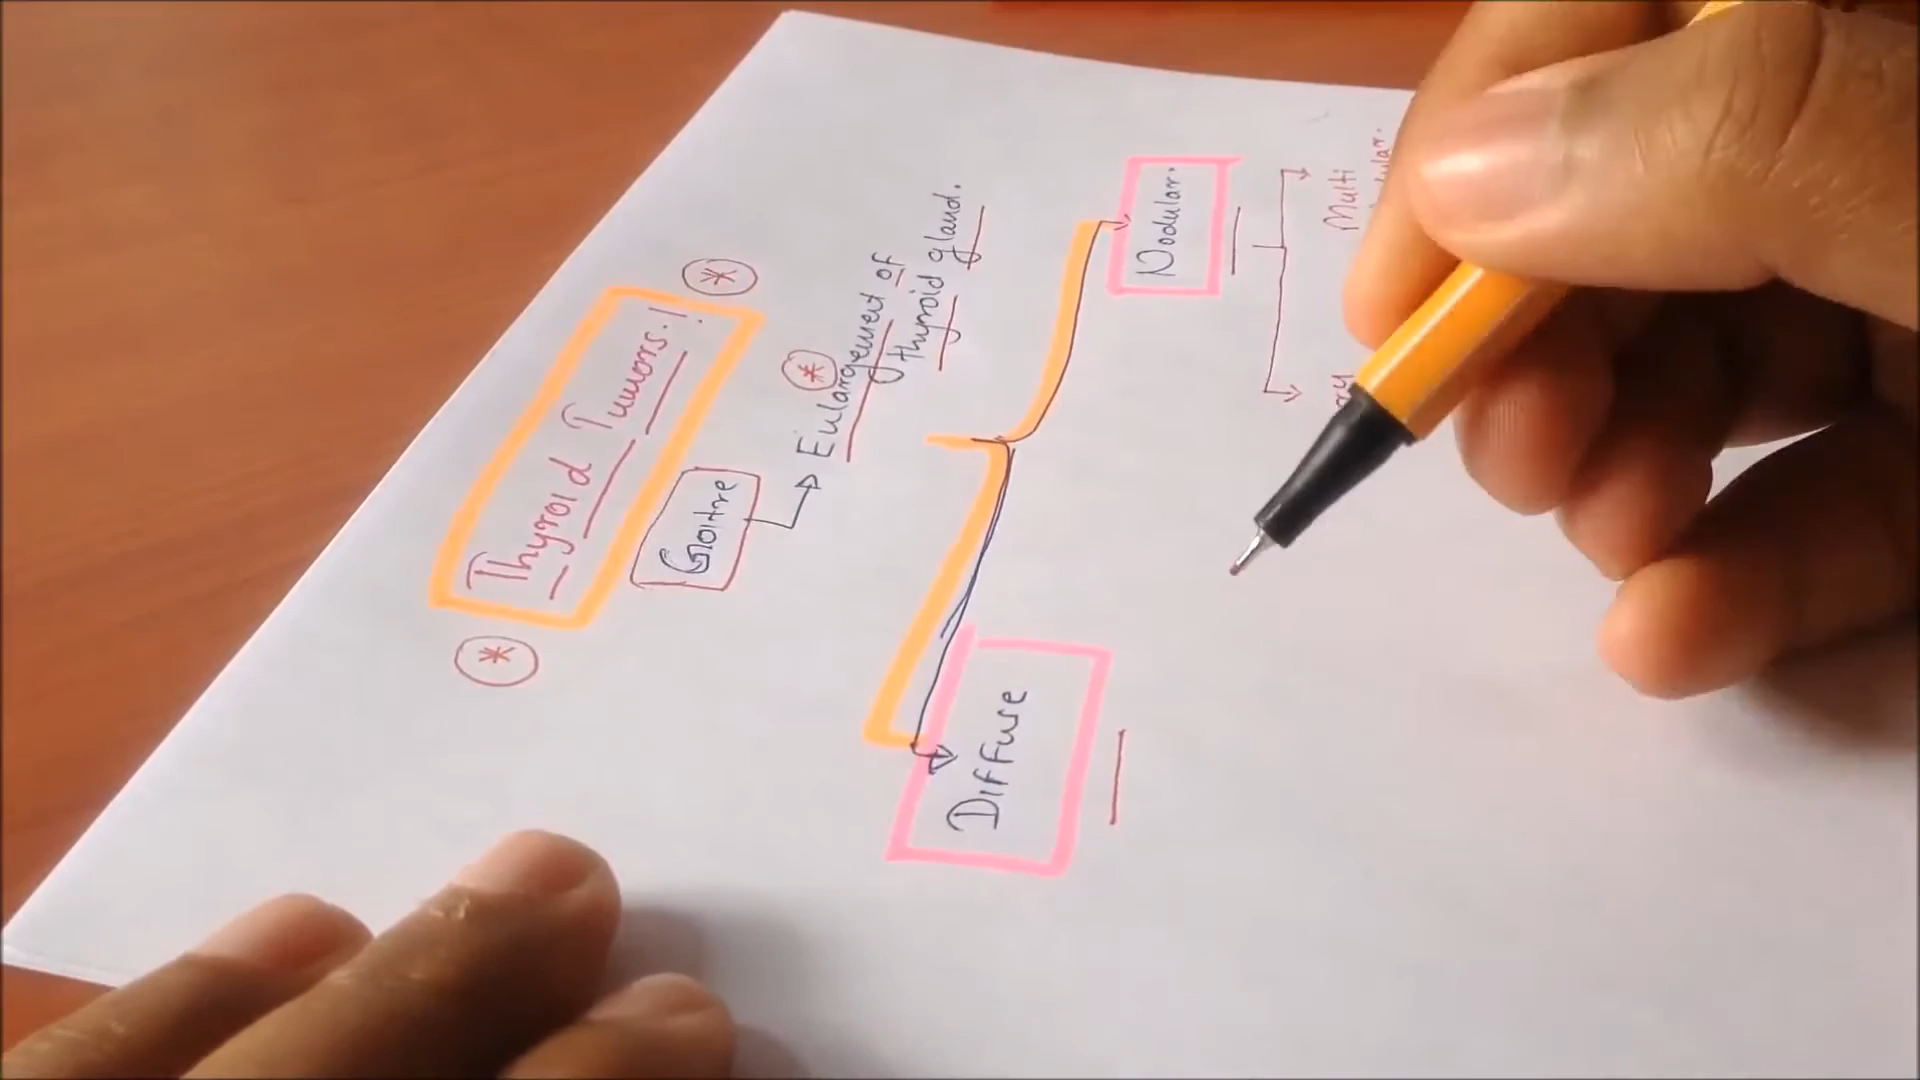 Thyroid Tumors!
Goitre
Enlargement of
thyroid gland.
Diffuse
Nodular.
Multi